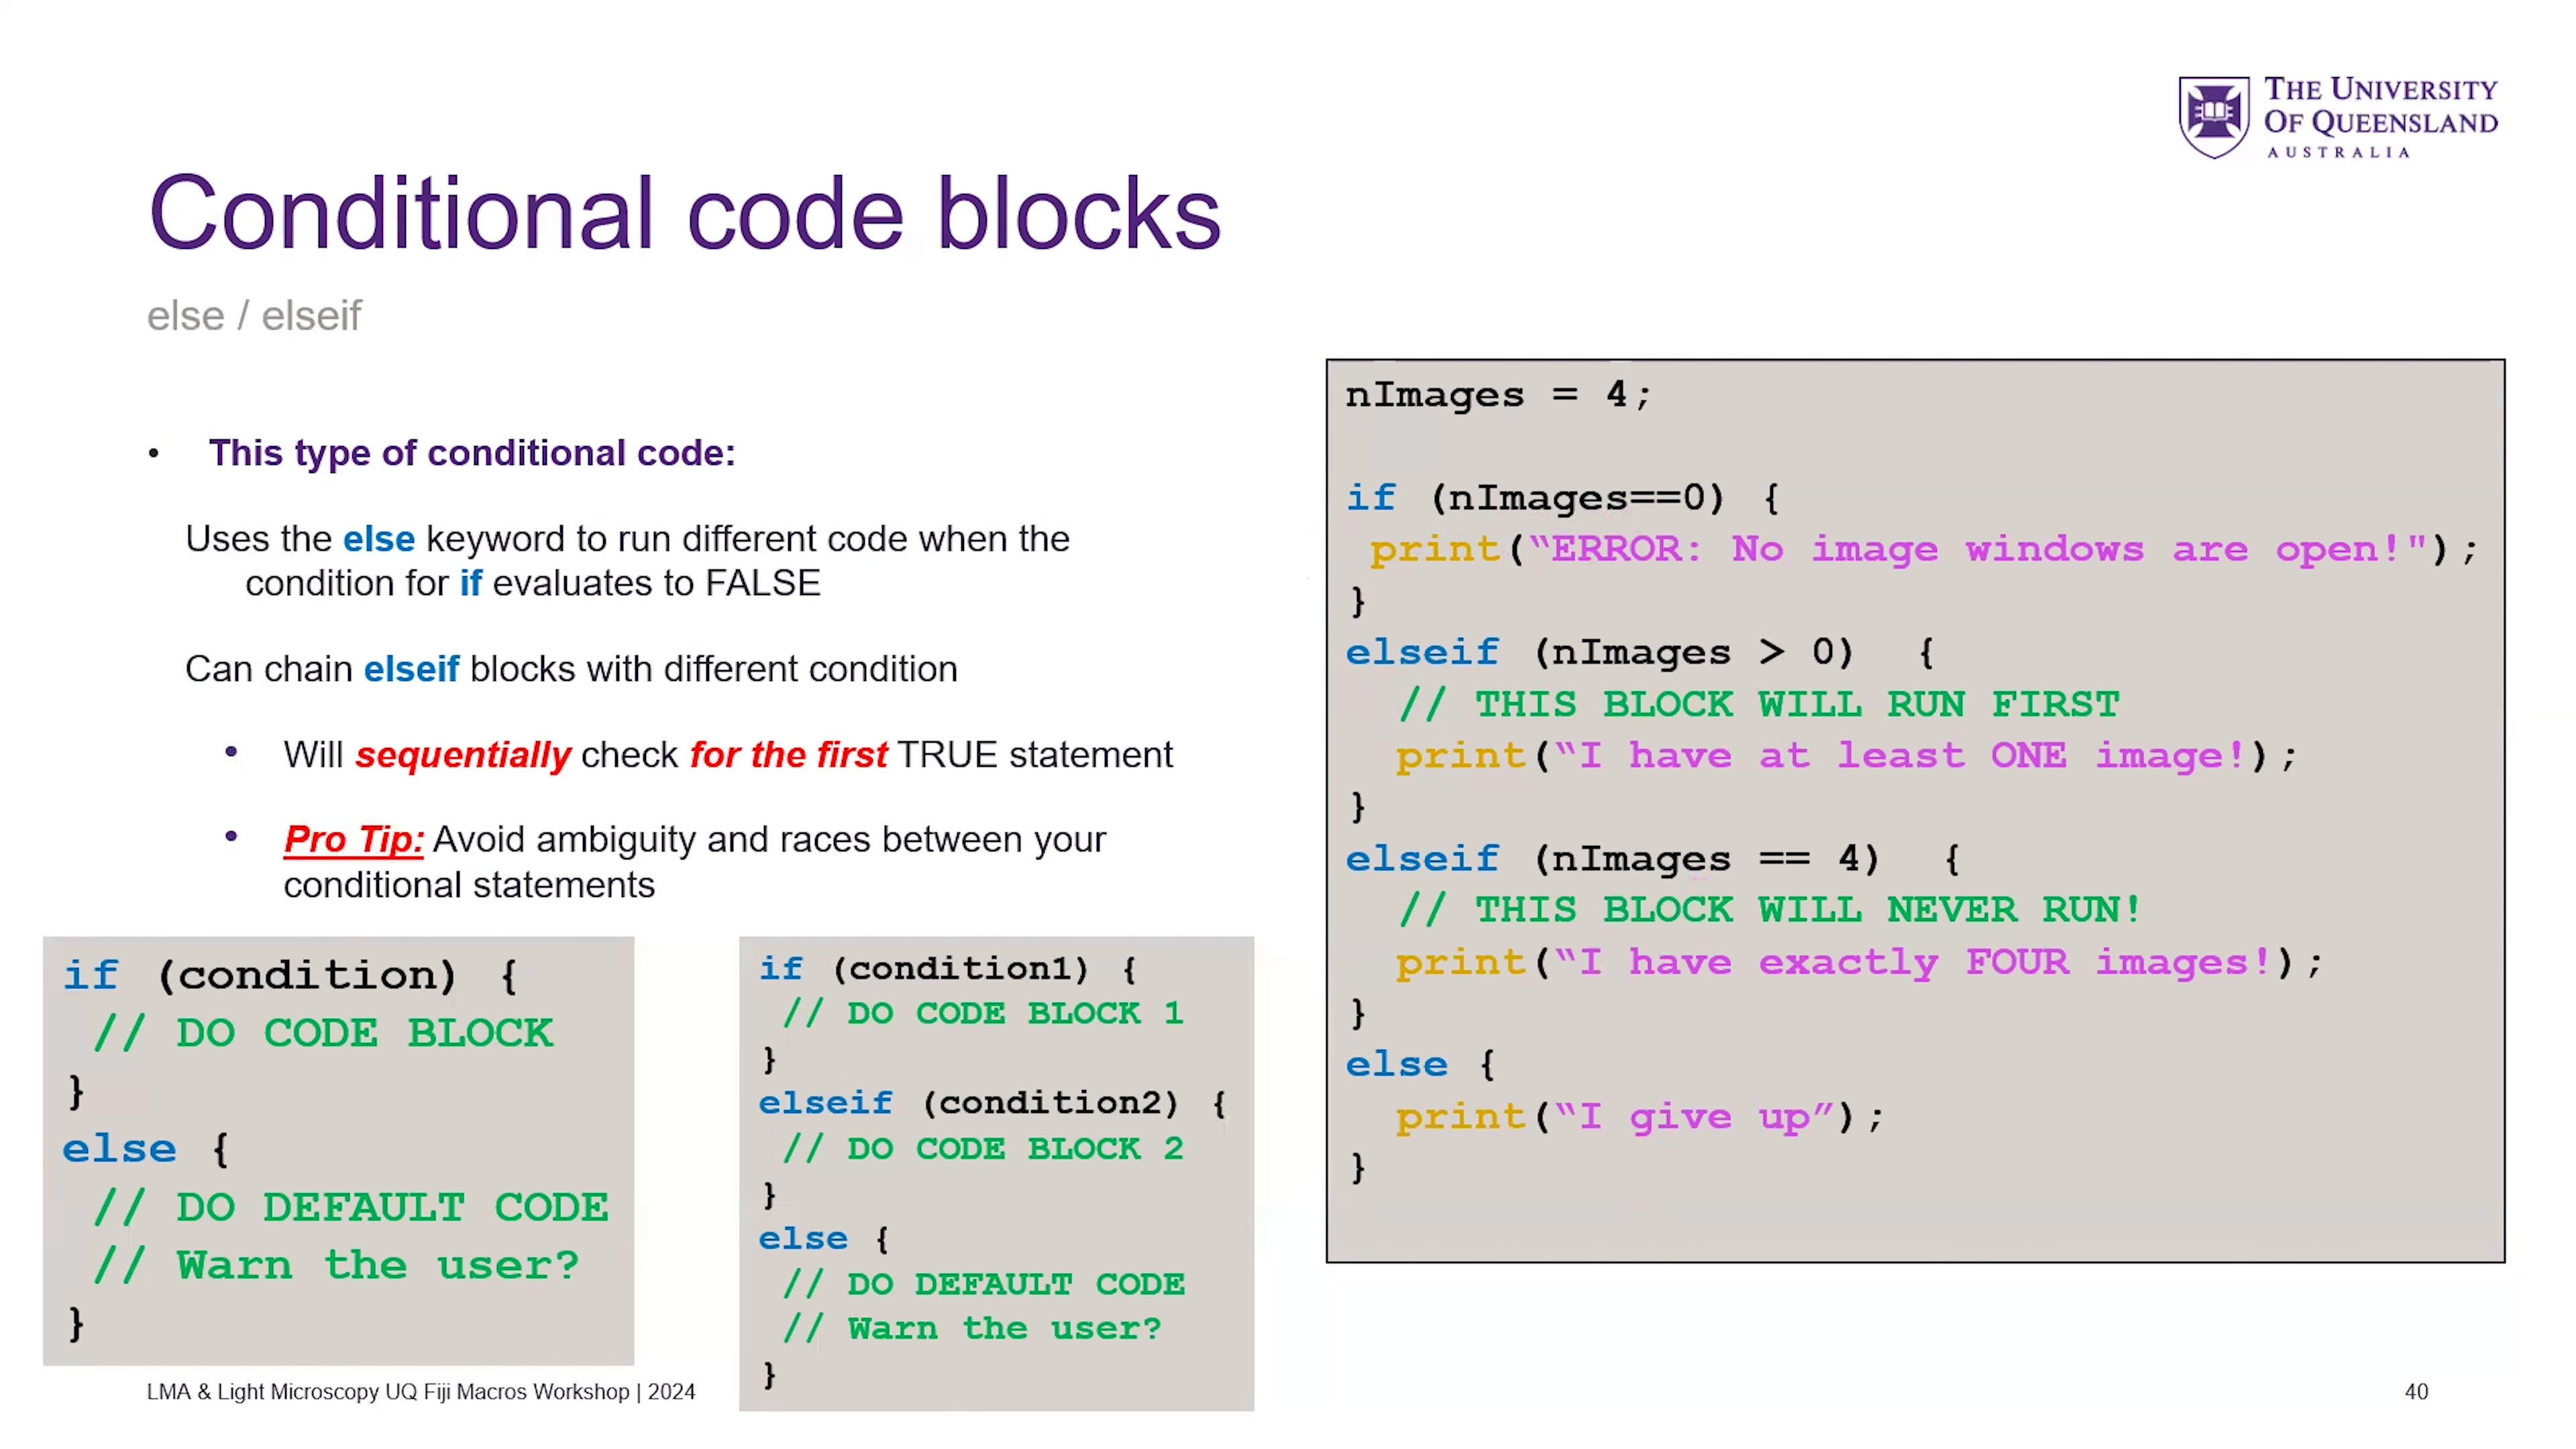 THE UNIVERSITY
OF QUEENSLAND
AUSTRALIA
Conditional code blocks
else / elseif
• This type of conditional code:
Uses the else keyword to run different code when the
condition for if evaluates to FALSE
Can chain elseif blocks with different condition
• Will sequentially check for the first TRUE statement
• Pro Tip: Avoid ambiguity and races between your
conditional statements
if (condition) {
// DO CODE BLOCK
}
else {
// DO DEFAULT CODE
// Warn the user?
}
if (condition1) {
// DO CODE BLOCK 1
}
elseif (condition2) {
// DO CODE BLOCK 2
}
else {
// DO DEFAULT CODE
// Warn the user?
}
nImages = 4;
if (nImages==0) {
print(“ERROR: No image windows are open!");
}
elseif (nImages > 0) {
// THIS BLOCK WILL RUN FIRST
print(“I have at least ONE image!);
}
elseif (nImages == 4) {
// THIS BLOCK WILL NEVER RUN!
print(“I have exactly FOUR images!);
}
else {
print(“I give up”);
}
LMA & Light Microscopy UQ Fiji Macros Workshop | 2024
40